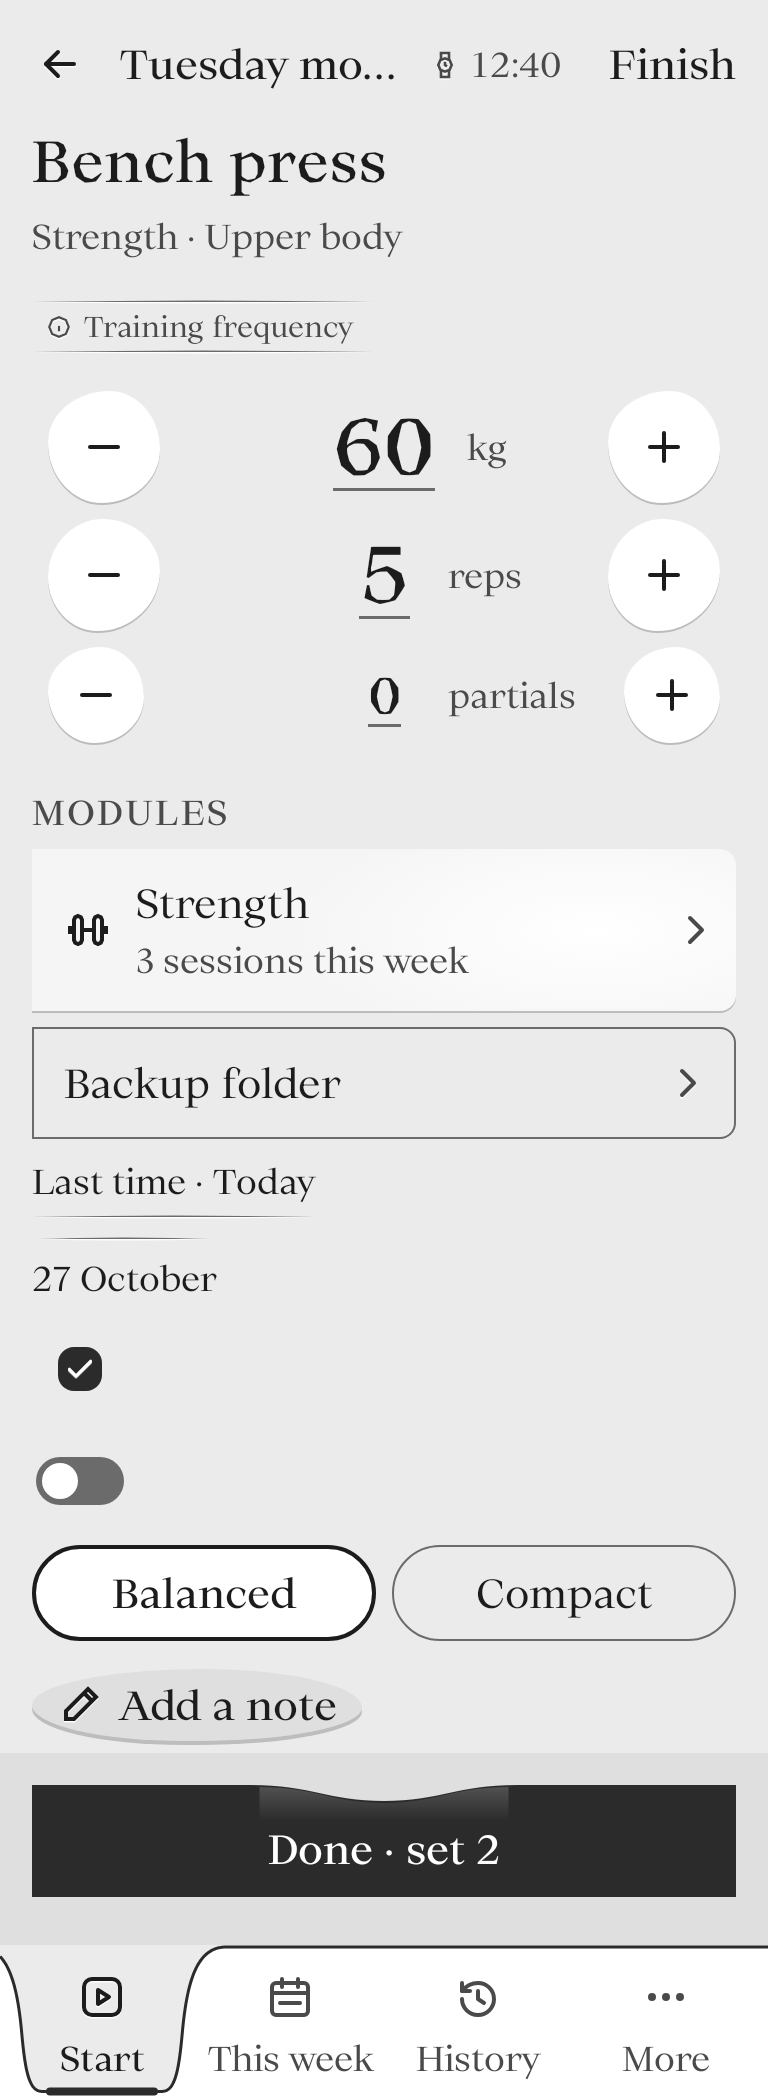 Tuesday mo... 12:40 Finish
Bench press
Strength · Upper body
Training frequency
60 kg
5 reps
0 partials
MODULES
Strength
3 sessions this week
Backup folder
Last time · Today
27 October
Balanced Compact
Add a note
Done · set 2
Start This week History More